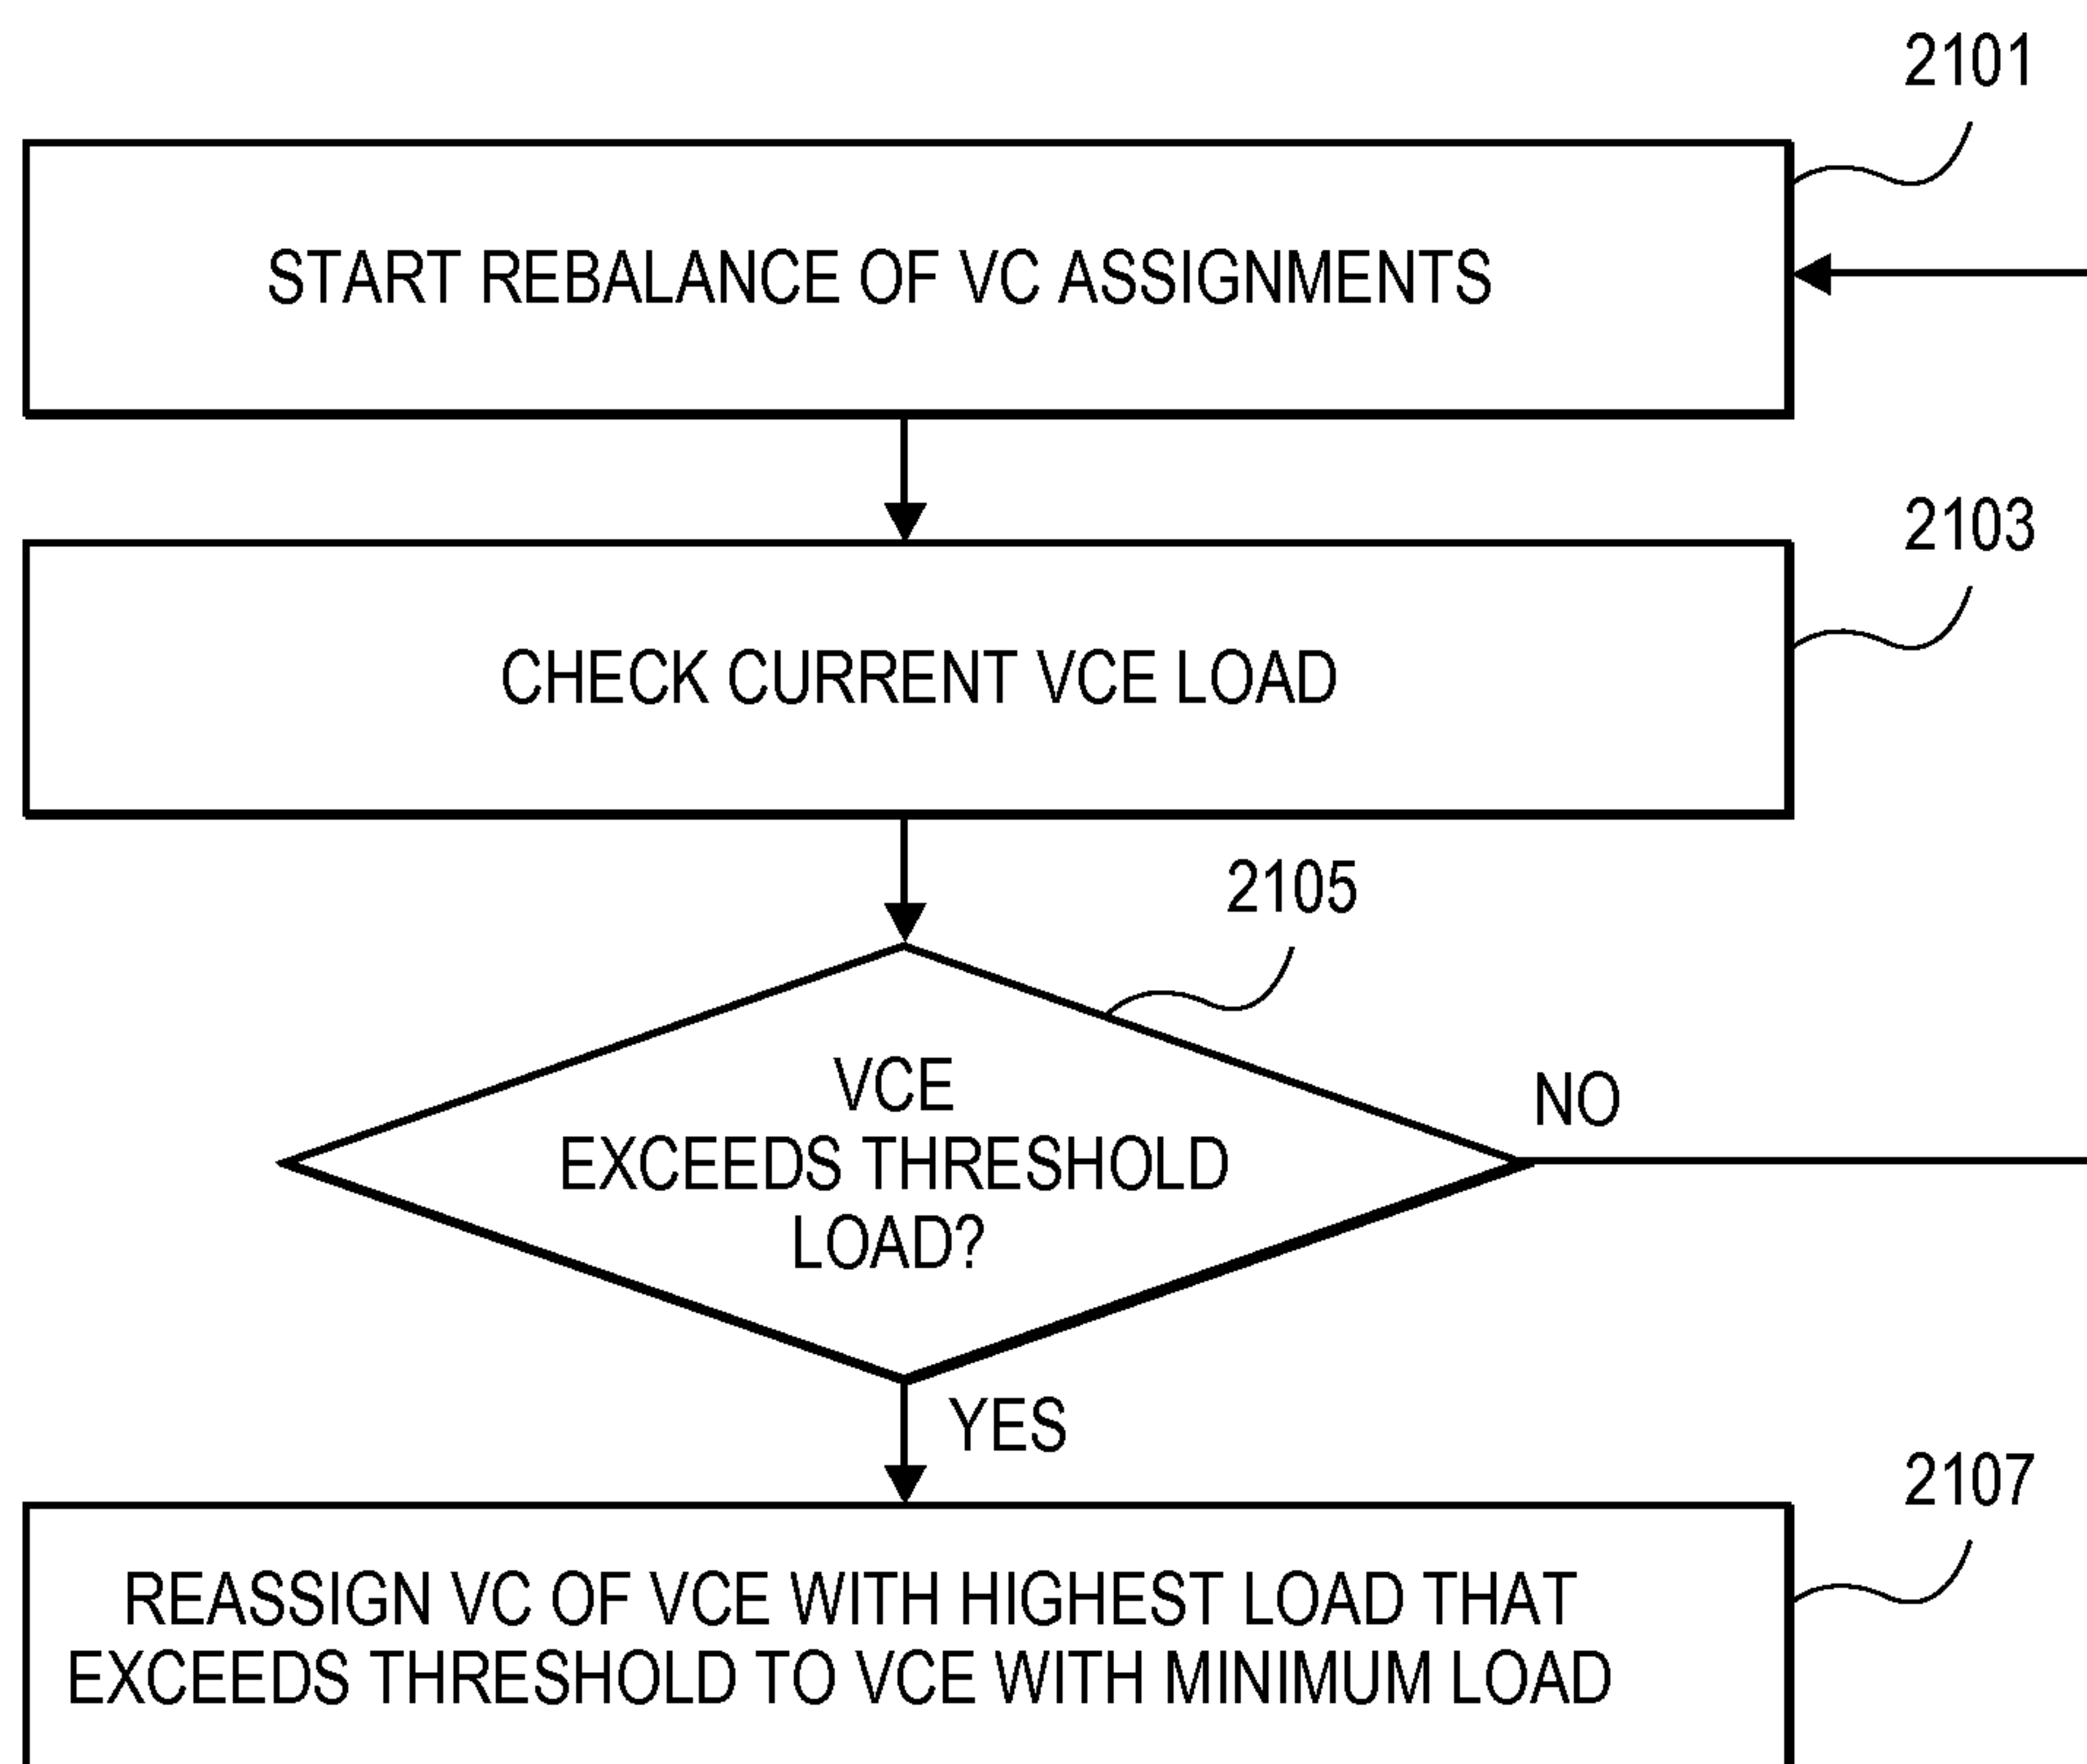 2101
START REBALANCE OF VC ASSIGNMENTS
2103
CHECK CURRENT VCE LOAD
2105
VCE
EXCEEDS THRESHOLD
LOAD?
NO
YES
2107
REASSIGN VC OF VCE WITH HIGHEST LOAD THAT
EXCEEDS THRESHOLD TO VCE WITH MINIMUM LOAD